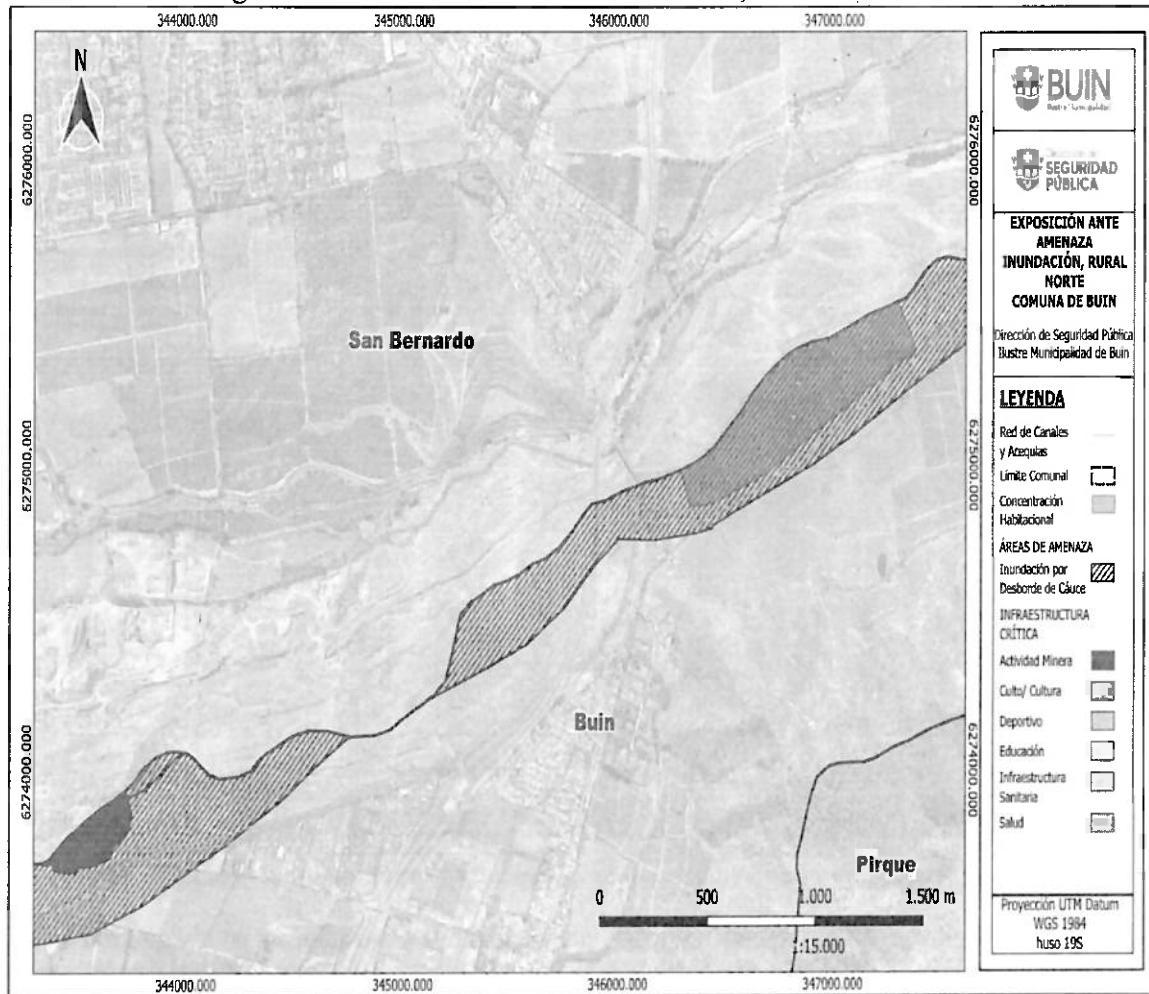 344000.000 345000.000 346000.000 347000.000
N
6276000.000
6275000.000
6274000.000
San Bernardo
Buin
Pirque
0 500 1.000 1.500 m
1:15.000
6276000.000
6275000.000
6274000.000
344000.000 345000.000 346000.000 347000.000
BUIN
Ilustre Municipalidad
SEGURIDAD
PÚBLICA
EXPOSICIÓN ANTE
AMENAZA
INUNDACIÓN, RURAL
NORTE
COMUNA DE BUIN
Dirección de Seguridad Pública
Ilustre Municipalidad de Buin
LEYENDA
Red de Canales
y Acequias
Límite Comunal
Concentración
Habitacional
ÁREAS DE AMENAZA
Inundación por
Desborde de Cáuce
INFRAESTRUCTURA
CRÍTICA
Actividad Minera
Culto/ Cultura
Deportivo
Educación
Infraestructura
Sanitaria
Salud
Proyección UTM Datum
WGS 1984
huso 19S